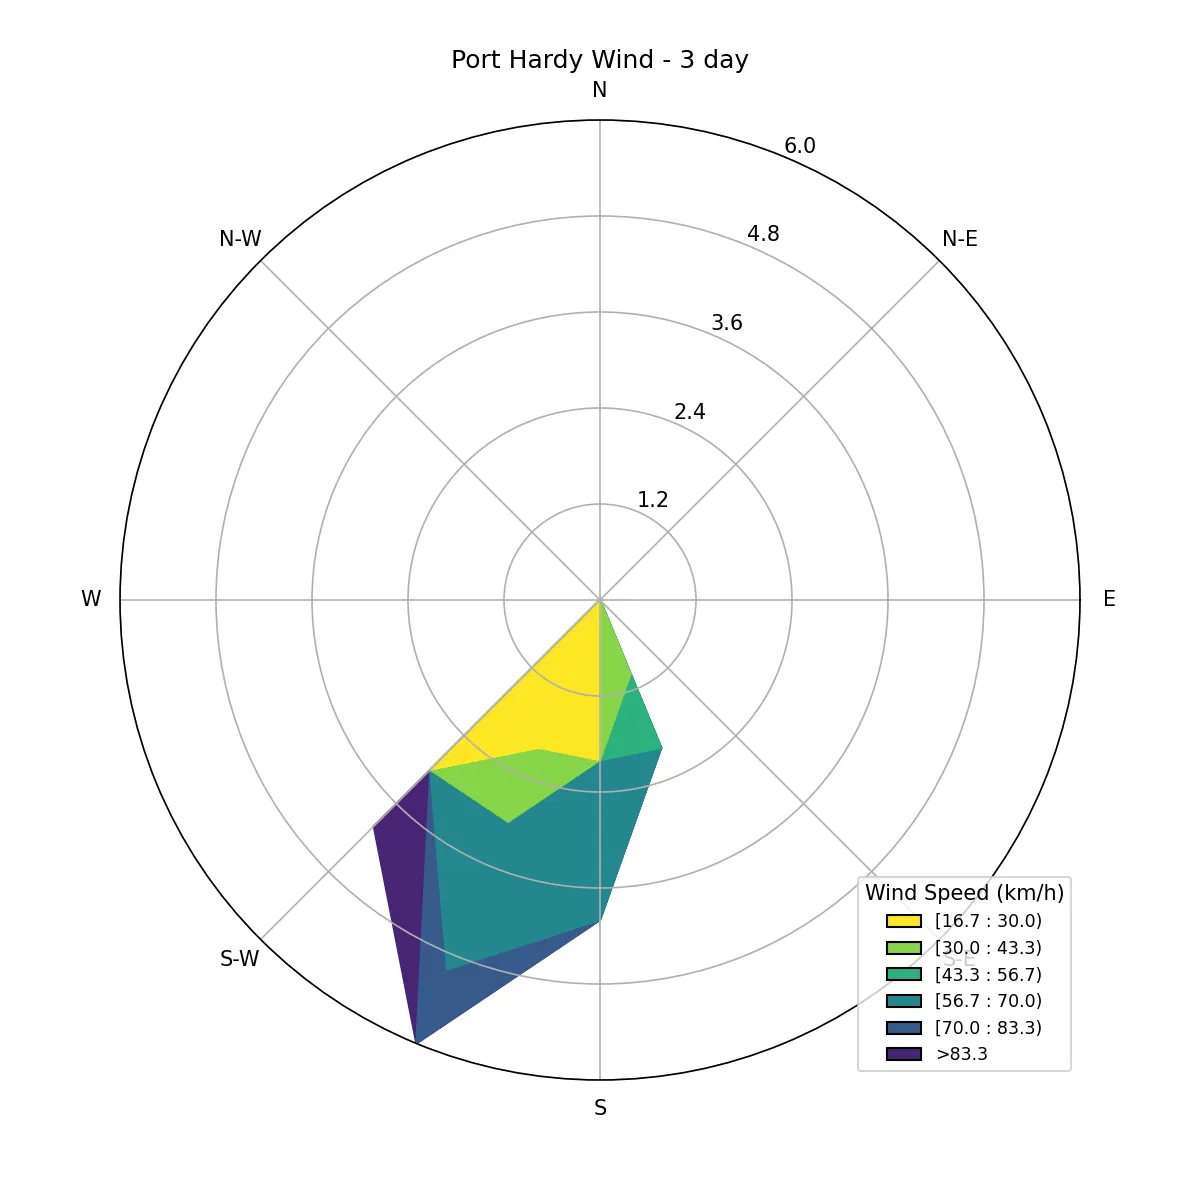 Port Hardy Wind - 3 day
N
6.0
N-W
N-E
4.8
3.6
2.4
1.2
W
E
Wind Speed (km/h)
[16.7 : 30.0)
[30.0 : 43.3)
[43.3 : 56.7)
[56.7 : 70.0)
[70.0 : 83.3)
>83.3
S-W
S-E
S